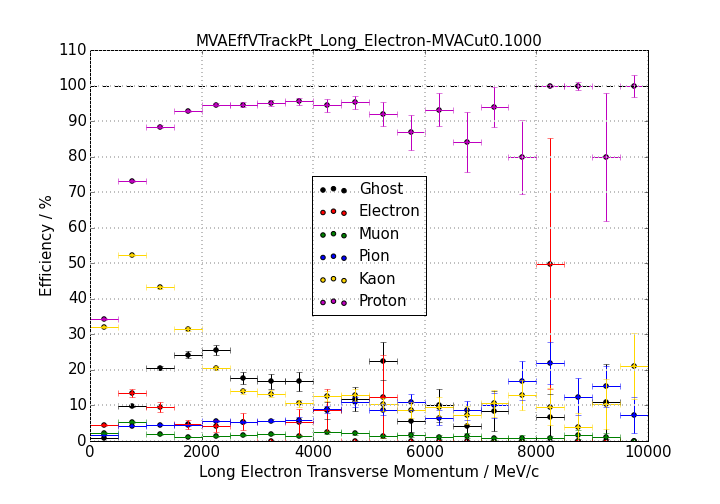 MVAEffVTrackPt_Long_Electron-MVACut0.1000
110
100
90
80
70
60
50
40
30
20
10
0
Efficiency / %
Ghost
Electron
Muon
Pion
Kaon
Proton
0 2000 4000 6000 8000 10000
Long Electron Transverse Momentum / MeV/c